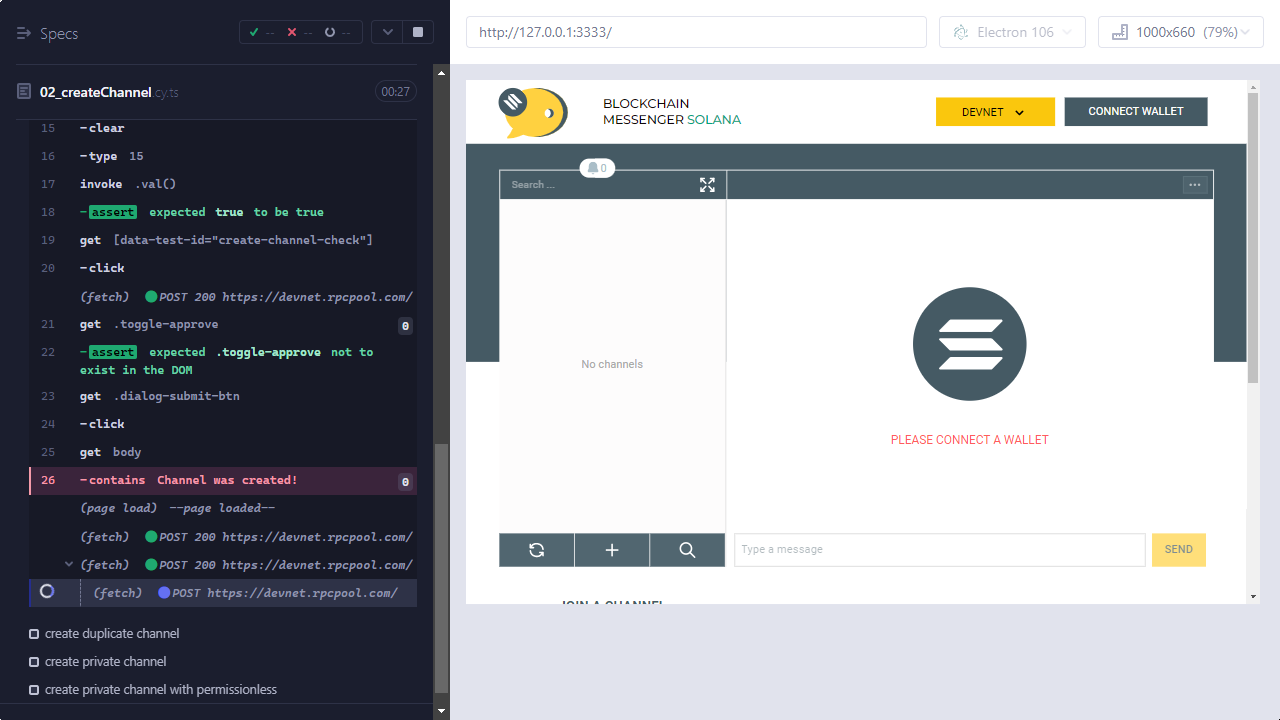 Specs
--
--
--
http://127.0.0.1:3333/
Electron 106
1000x660 (79%)
02_createChannel.cy.ts
00:27
15 -clear
16 -type 15
17 invoke .val()
18 -assert expected true to be true
19 get [data-test-id="create-channel-check"]
20 -click
(fetch) POST 200 https://devnet.rpcpool.com/
21 get .toggle-approve 0
22 -assert expected .toggle-approve not to
exist in the DOM
23 get .dialog-submit-btn
24 -click
25 get body
26 -contains Channel was created! 0
(page load) --page loaded--
(fetch) POST 200 https://devnet.rpcpool.com/
(fetch) POST 200 https://devnet.rpcpool.com/
(fetch) POST https://devnet.rpcpool.com/
create duplicate channel
create private channel
create private channel with permissionless
BLOCKCHAIN
MESSENGER SOLANA
DEVNET
CONNECT WALLET
0
Search ...
No channels
PLEASE CONNECT A WALLET
Type a message
SEND
JOIN A CHANNEL